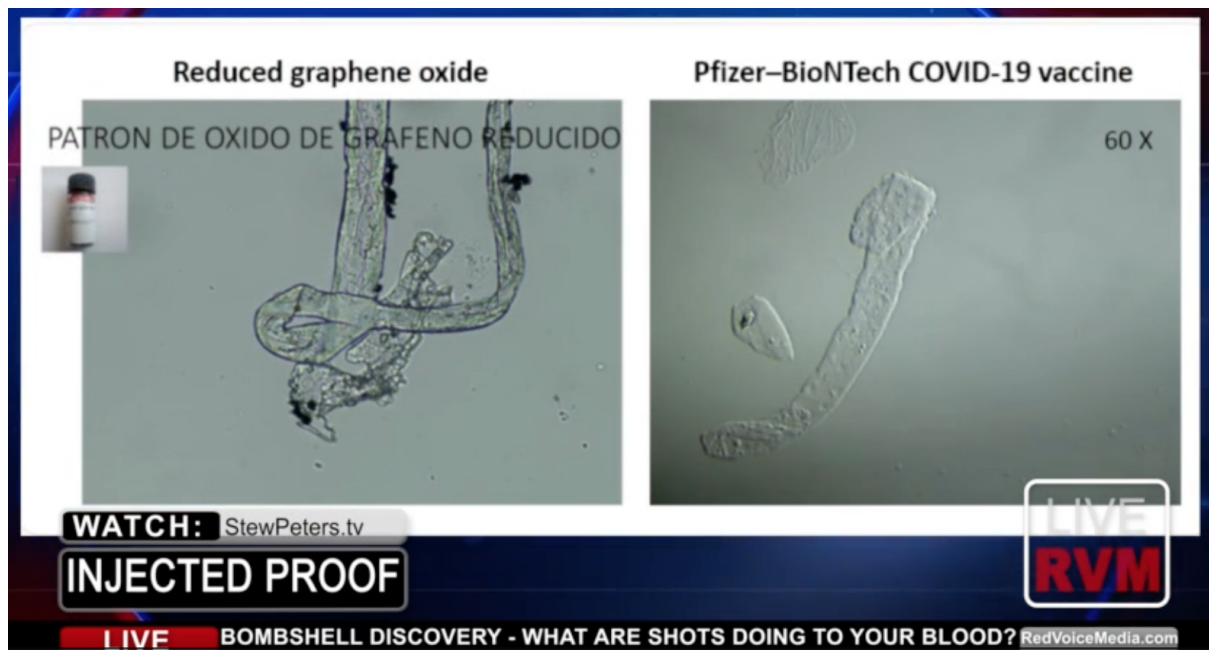 Reduced graphene oxide
Pfizer–BioNTech COVID-19 vaccine
PATRON DE OXIDO DE GRAFENO REDUCIDO
60 X
WATCH: StewPeters.tv
INJECTED PROOF
LIVE
RVM
LIVE BOMBSHELL DISCOVERY - WHAT ARE SHOTS DOING TO YOUR BLOOD? RedVoiceMedia.com